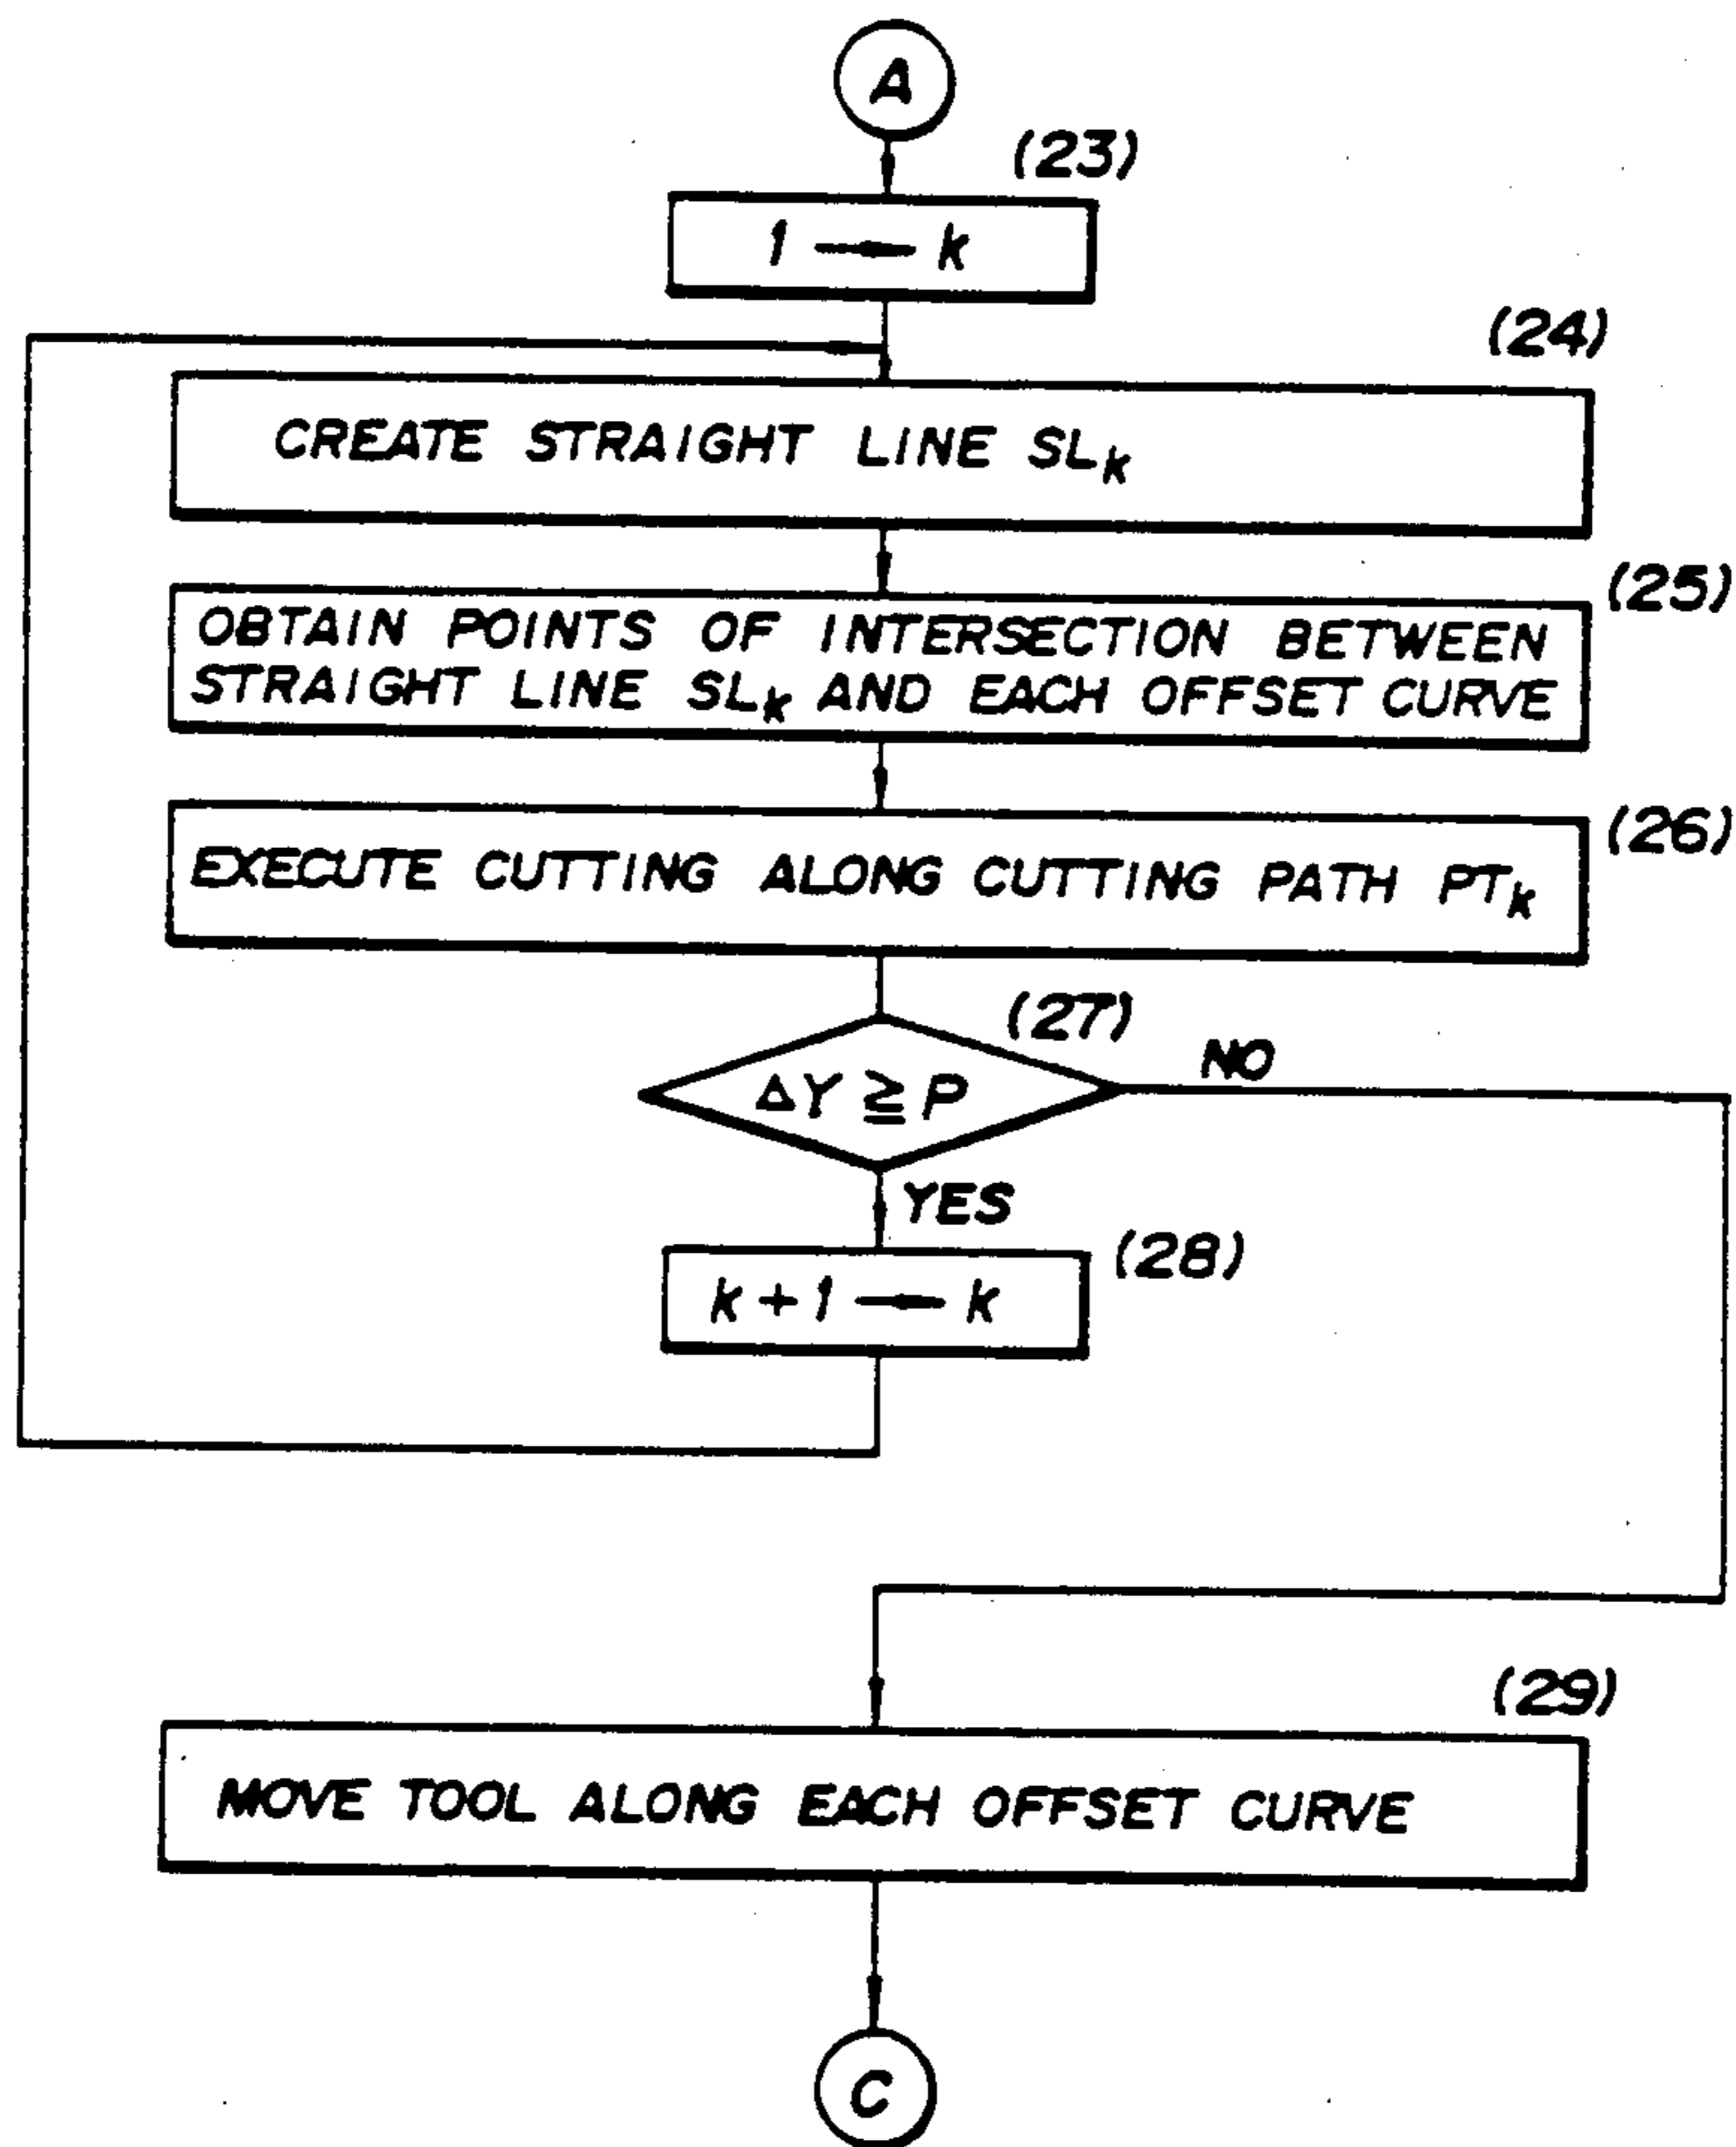 A
(23)
1 → k
(24)
CREATE STRAIGHT LINE SLk
(25)
OBTAIN POINTS OF INTERSECTION BETWEEN
STRAIGHT LINE SLk AND EACH OFFSET CURVE
(26)
EXECUTE CUTTING ALONG CUTTING PATH PTk
(27)
NO
ΔY ≧ P
YES
(28)
k + 1 → k
(29)
MOVE TOOL ALONG EACH OFFSET CURVE
C